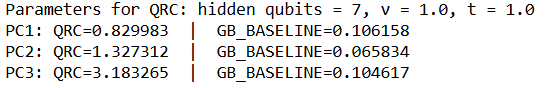 Parameters for QRC: hidden qubits = 7, v = 1.0, t = 1.0
PC1: QRC=0.829983  |  GB_BASELINE=0.106158
PC2: QRC=1.327312  |  GB_BASELINE=0.065834
PC3: QRC=3.183265  |  GB_BASELINE=0.104617